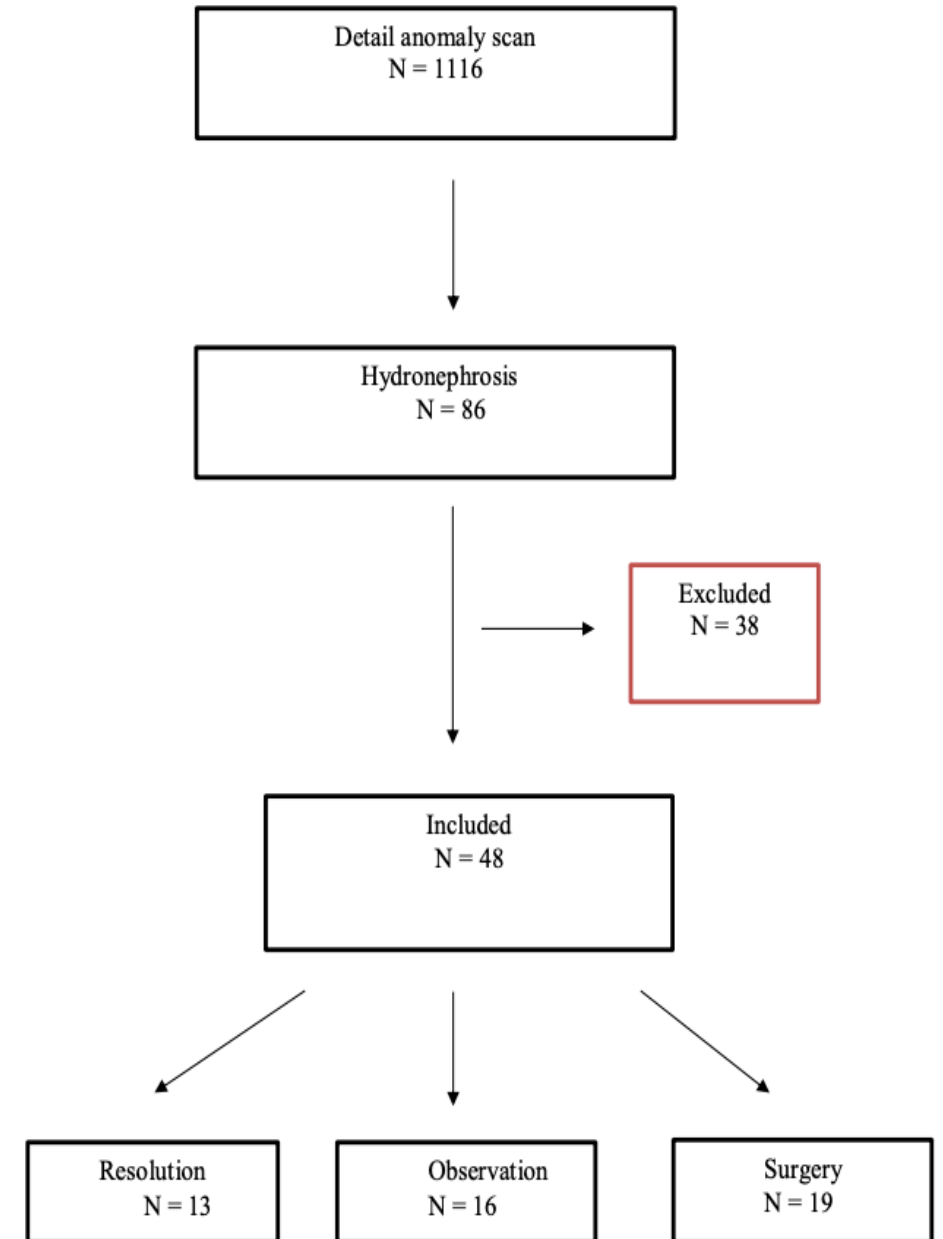 Detail anomaly scan
N = 1116
Hydronephrosis
N = 86
Excluded
N = 38
Included
N = 48
Resolution
N = 13
Observation
N = 16
Surgery
N = 19